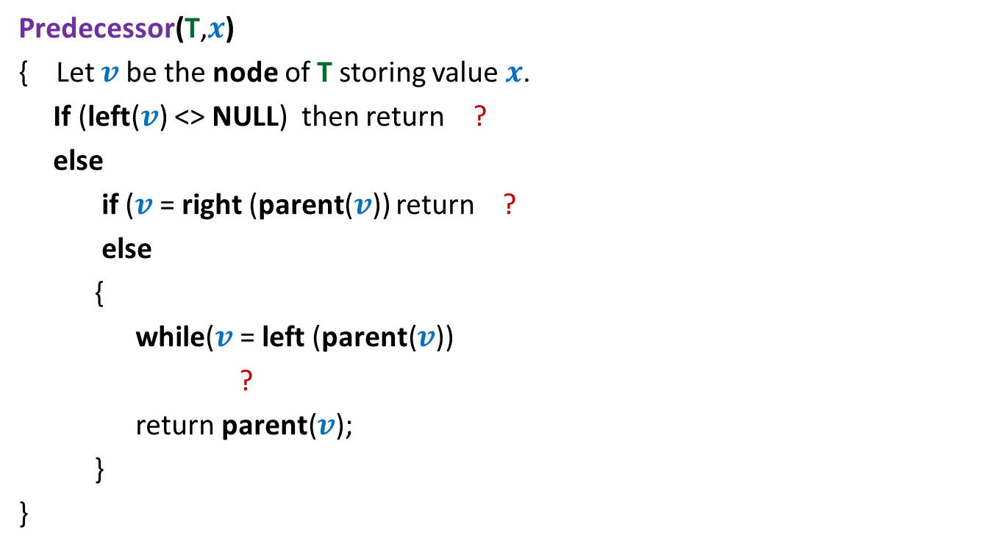 Predecessor(T,x)
{ Let v be the node of T storing value x.
If (left(v) <> NULL) then return ?
else
if (v = right (parent(v)) return ?
else
{
while(v = left (parent(v))
?
return parent(v);
}
}